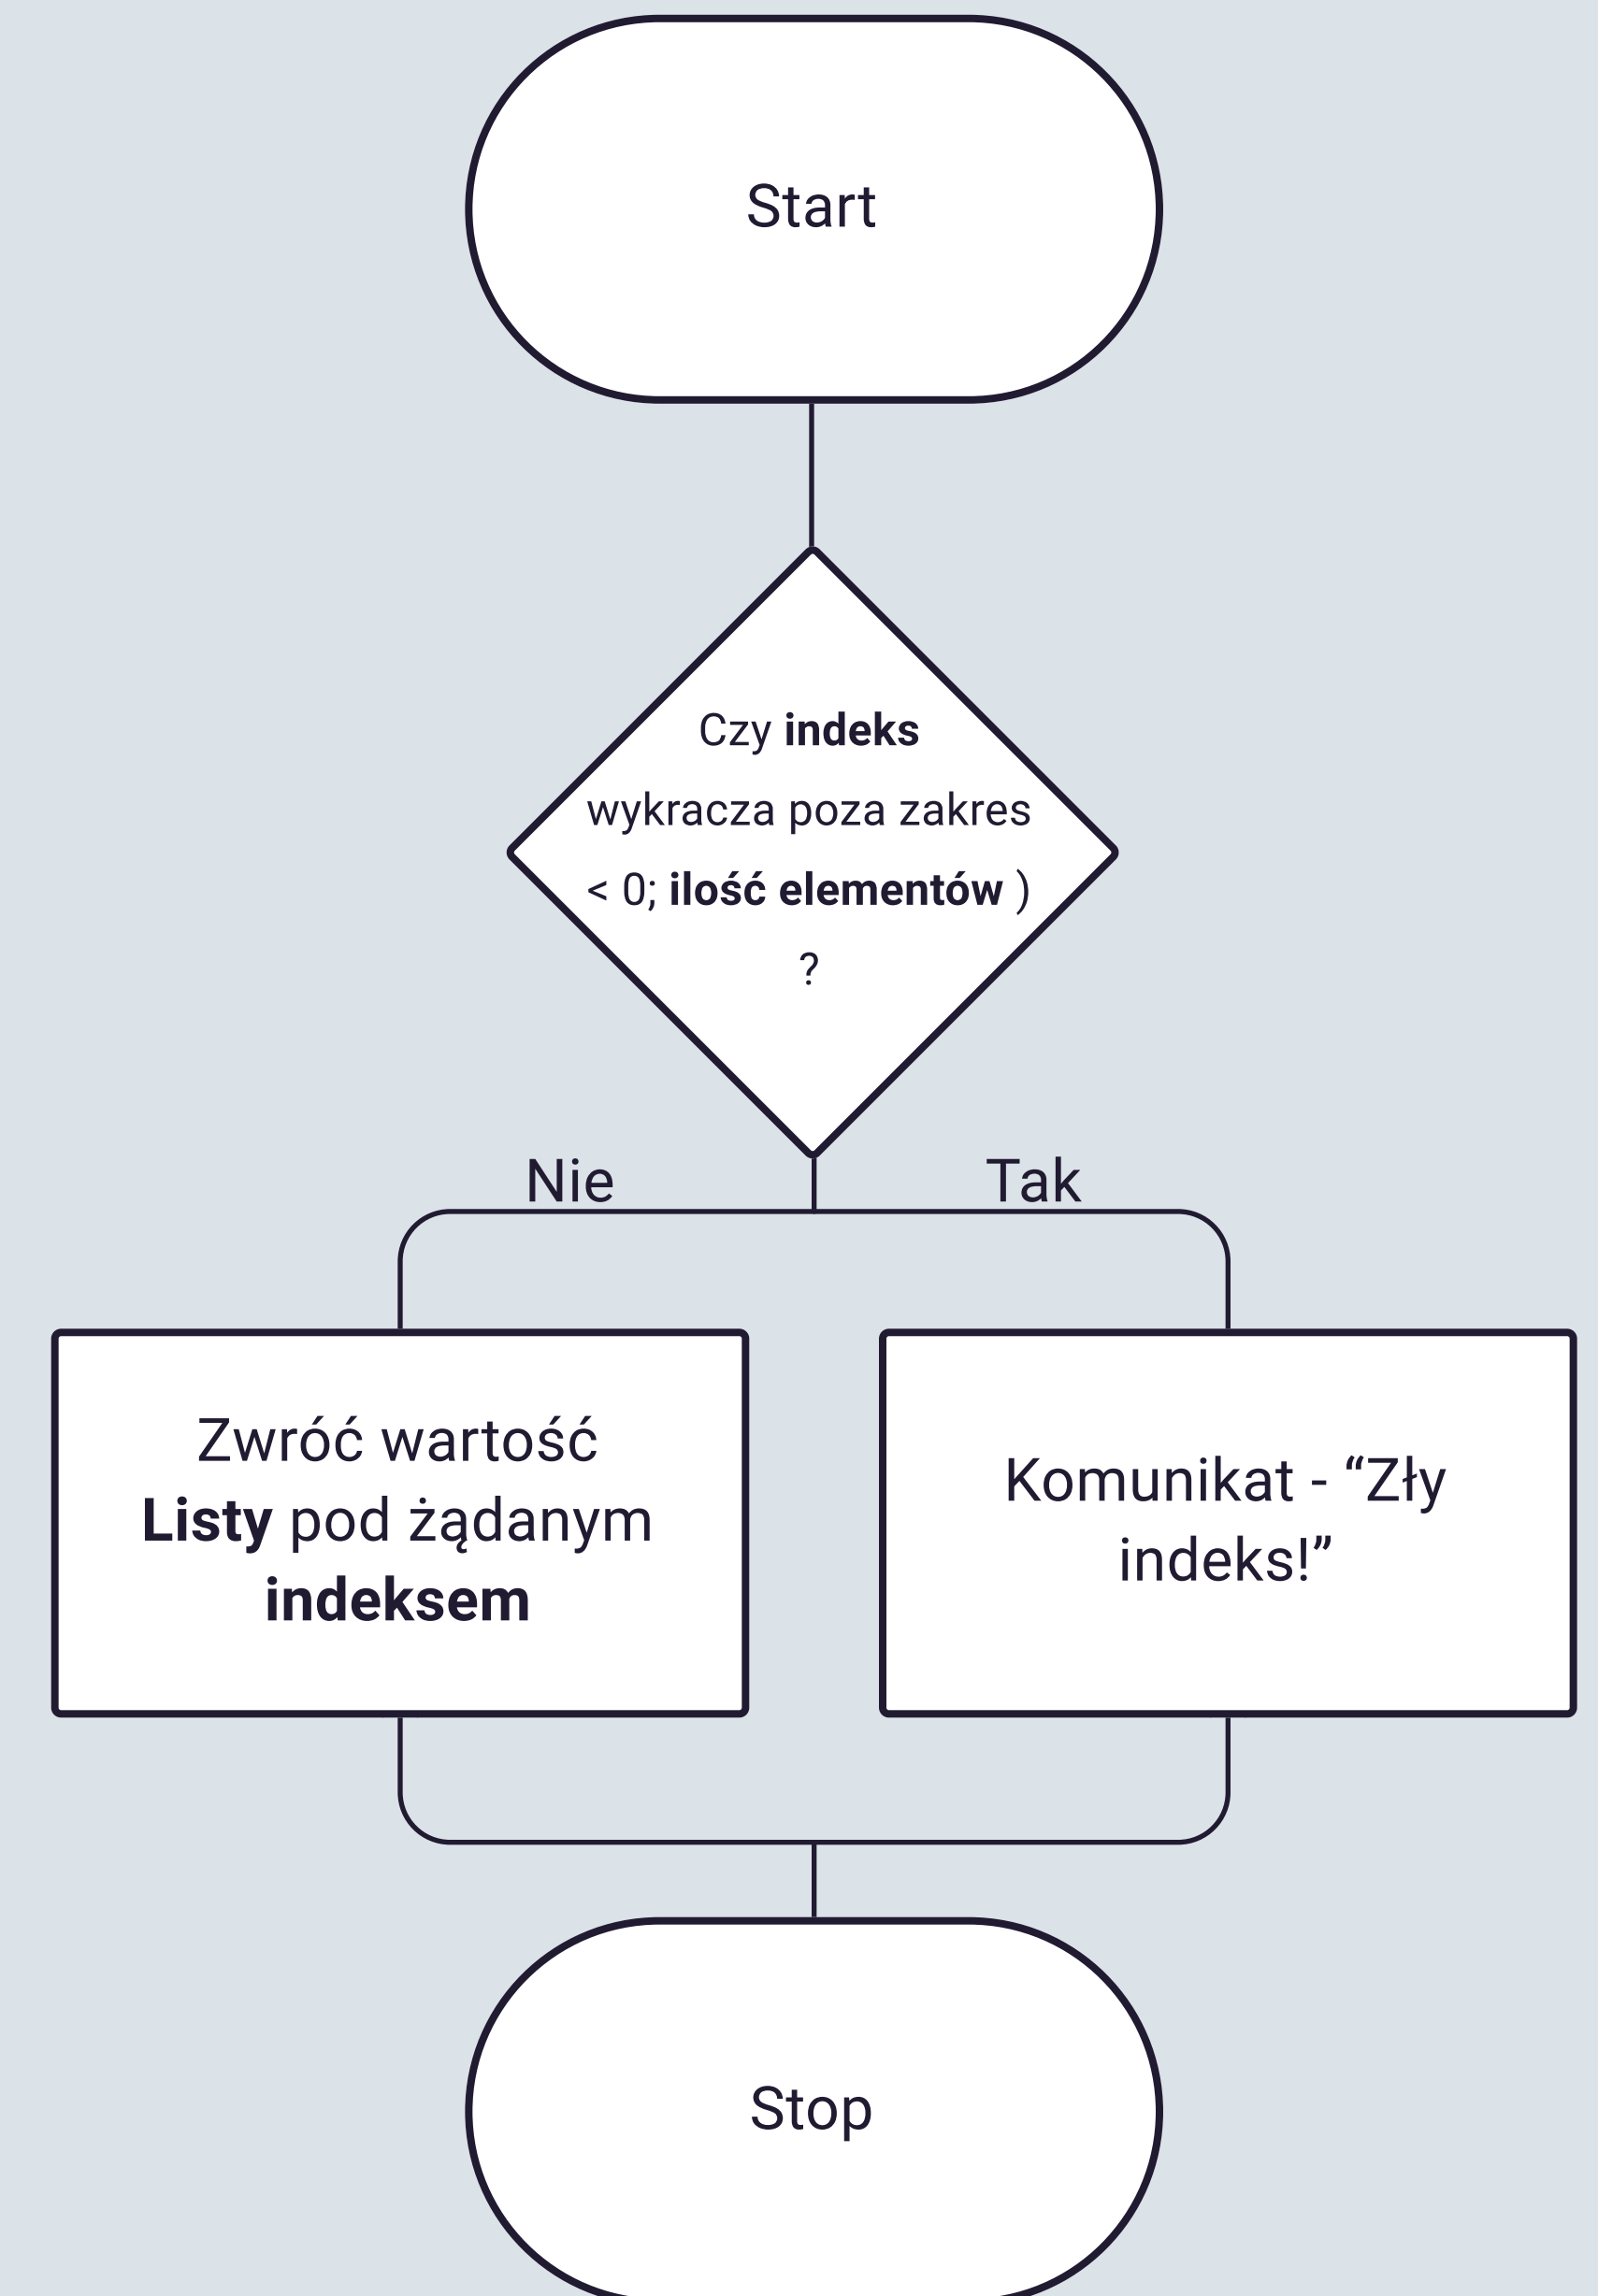 Start
Czy indeks
wykracza poza zakres
< 0; ilość elementów )
?
Nie
Tak
Zwróć wartość
Listy pod żądanwm
indeksem
Komunikat - “Zły
indeks!”
Stop